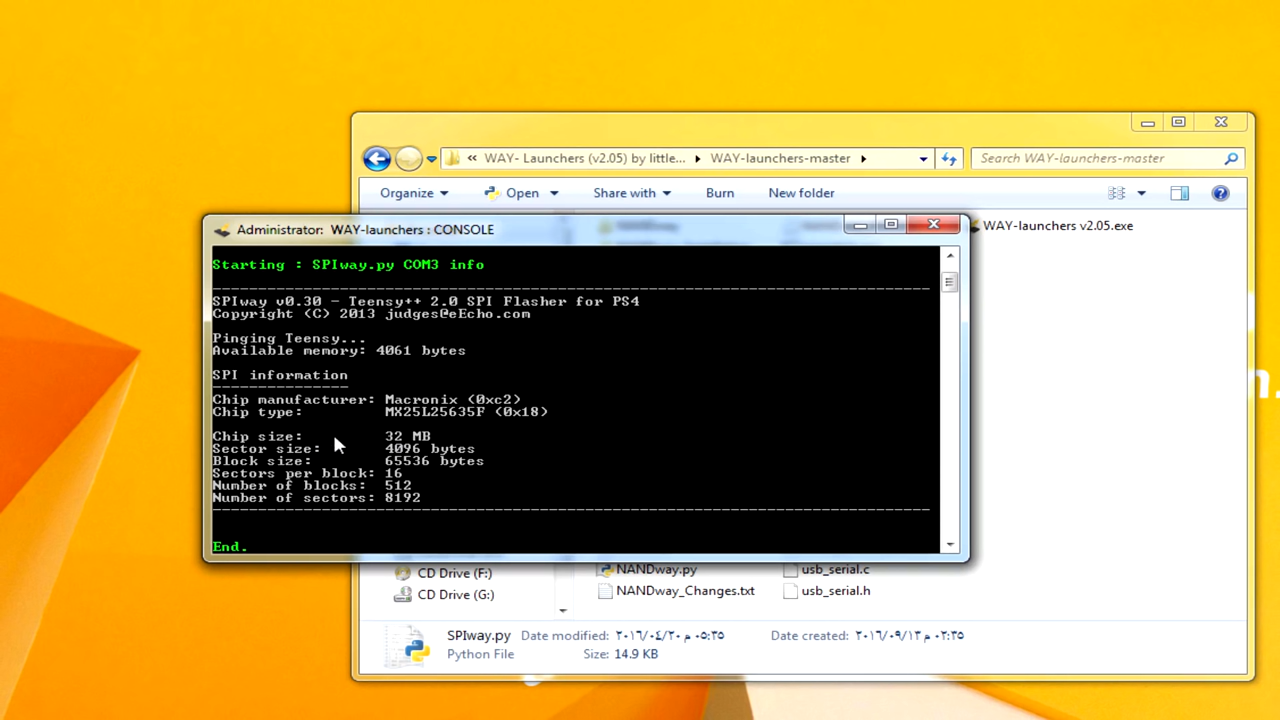 « WAY- Launchers (v2.05) by little... ▸ WAY-launchers-master ▸
Search WAY-launchers-master
Organize Open Share with Burn New folder
Administrator: WAY-launchers : CONSOLE
WAY-launchers v2.05.exe
Starting : SPIway.py COM3 info
SPIway v0.30 - Teensy++ 2.0 SPI Flasher for PS4
Copyright (C) 2013 judges@eEcho.com
Pinging Teensy...
Available memory: 4061 bytes
SPI information
---------------
Chip manufacturer: Macronix (0xc2)
Chip type: MX25L25635F (0x18)
Chip size: 32 MB
Sector size: 4096 bytes
Block size: 65536 bytes
Sectors per block: 16
Number of blocks: 512
Number of sectors: 8192
End.
CD Drive (F:)
CD Drive (G:)
NANDway.py
NANDway_Changes.txt
usb_serial.c
usb_serial.h
SPIway.py Date modified: ٢٠١٦/٠٤/٢٠ ٠٥:٣٥ م Date created: ٢٠١٦/٠٩/١٣ ٠٢:٣٥ م
Python File Size: 14.9 KB